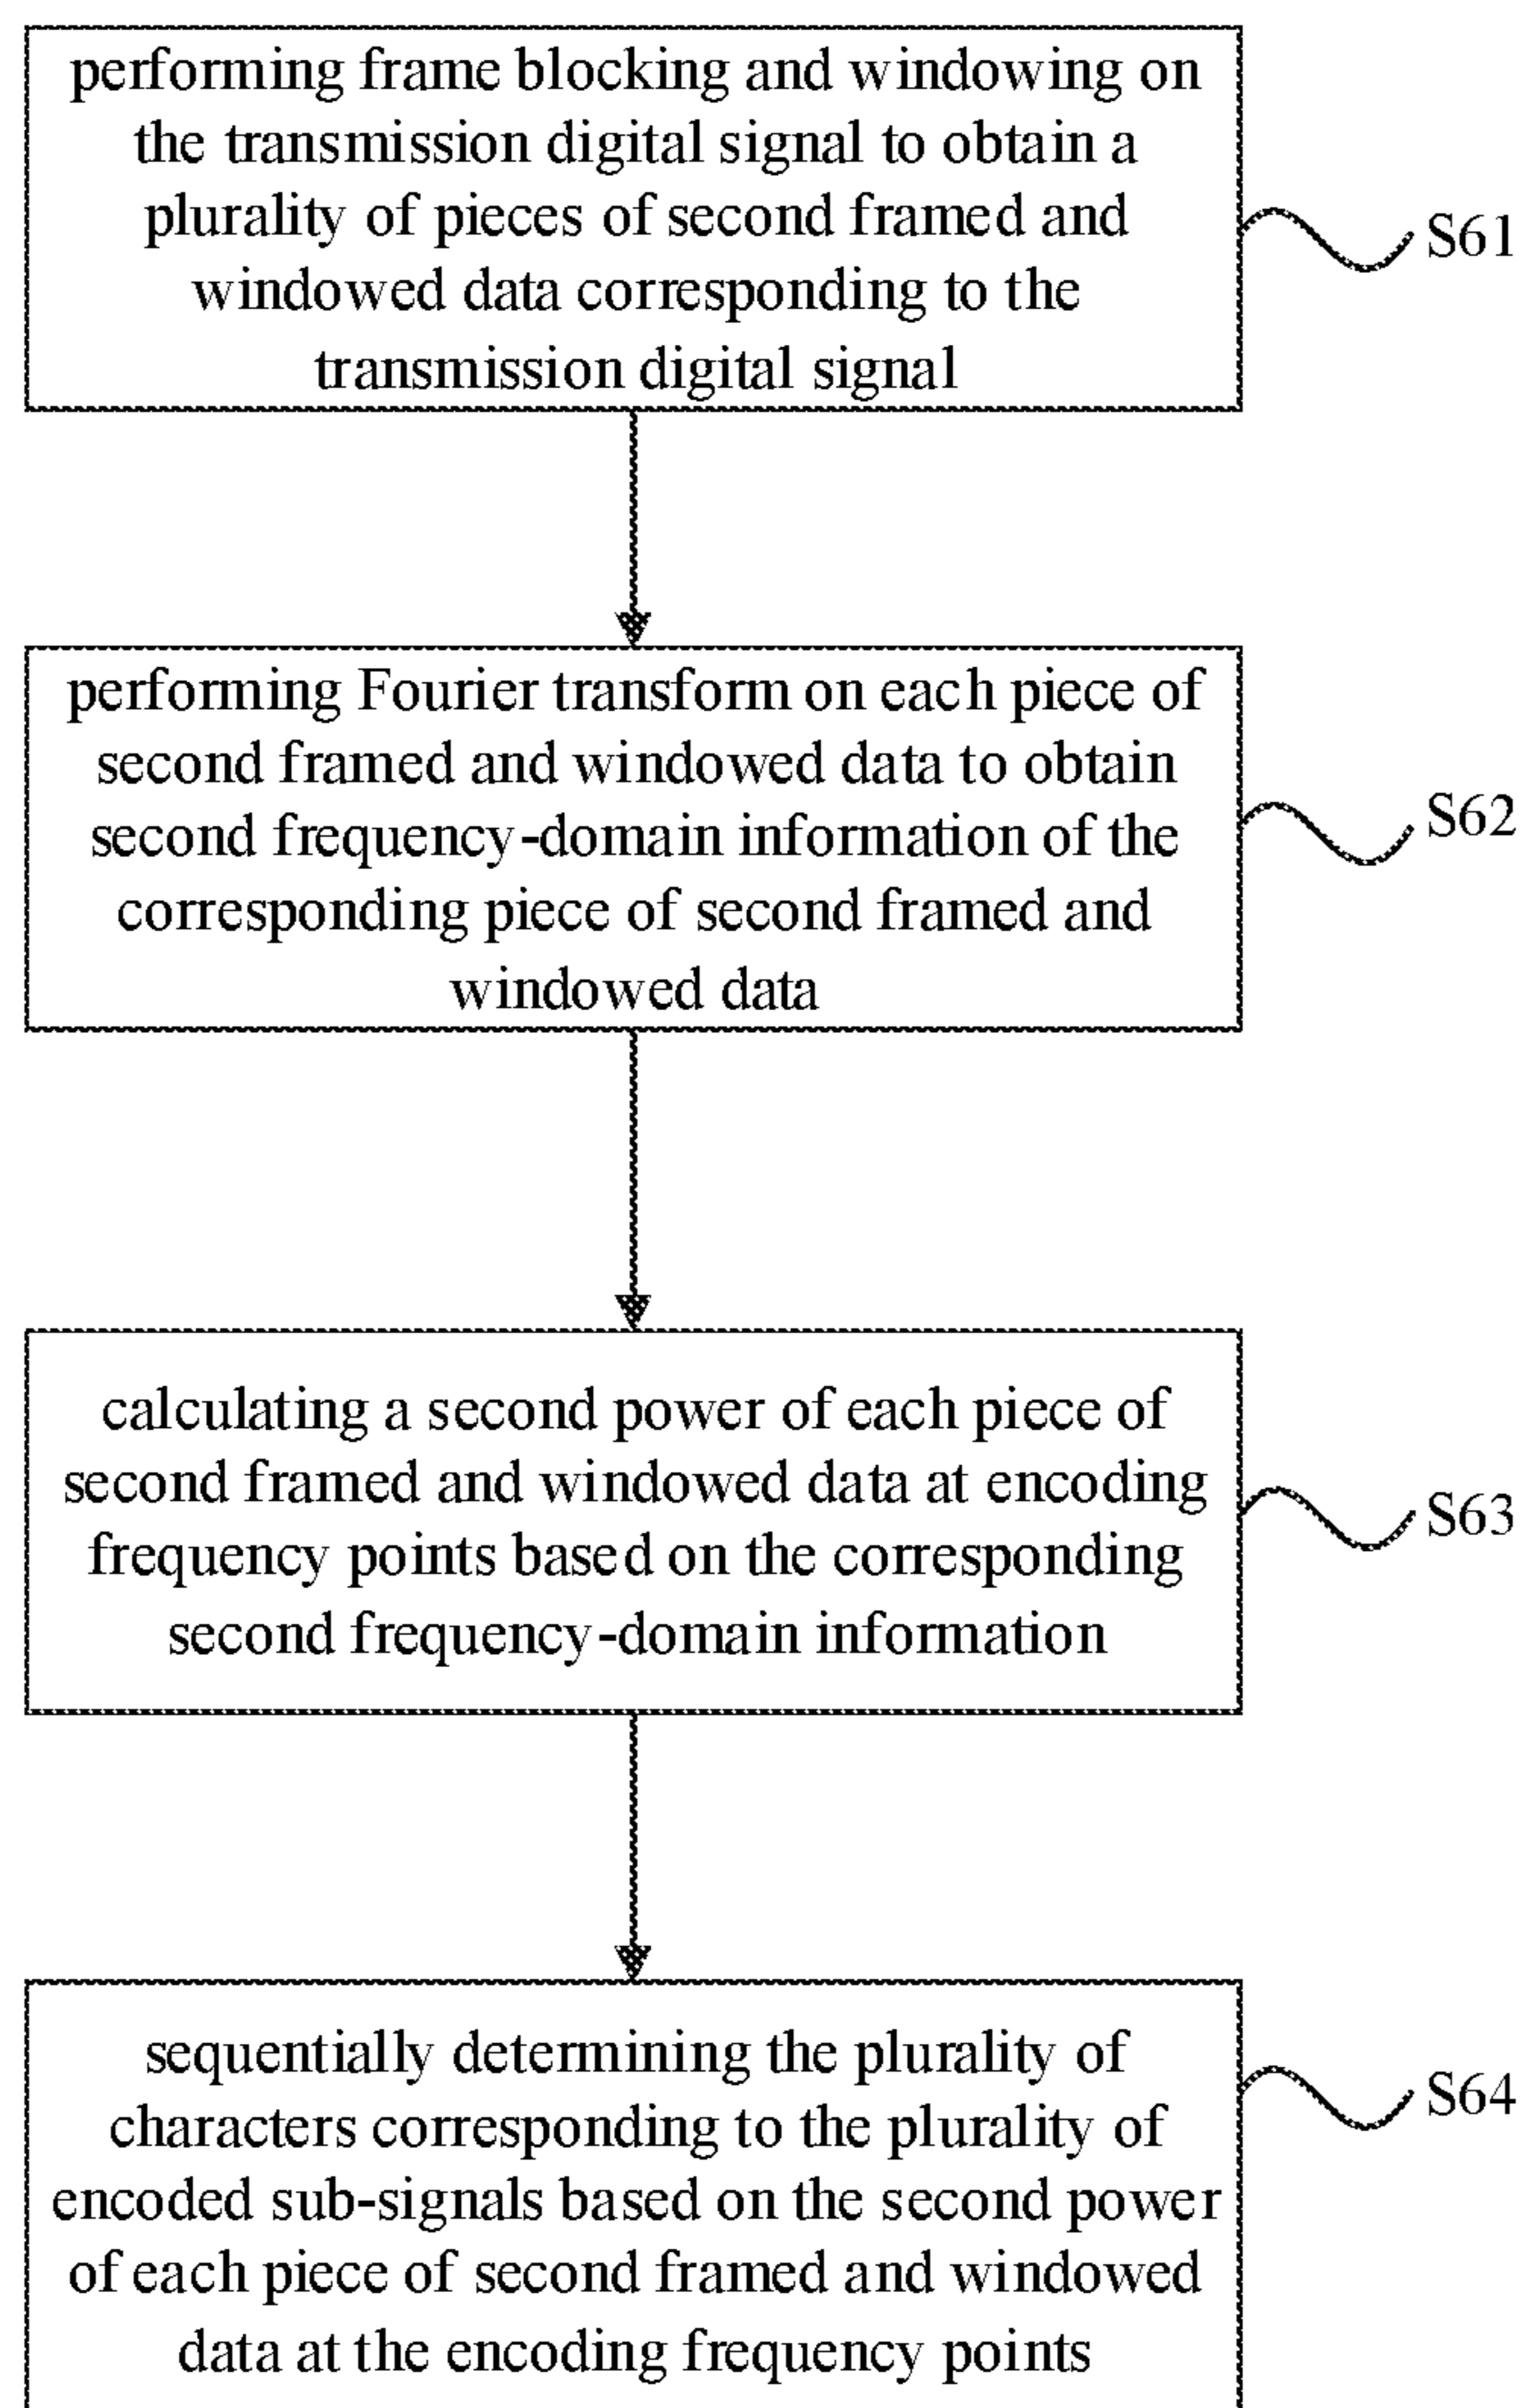 performing frame blocking and windowing on
the transmission digital signal to obtain a
plurality of pieces of second framed and
windowed data corresponding to the
transmission digital signal
S61
performing Fourier transform on each piece of
second framed and windowed data to obtain
second frequency-domain information of the
corresponding piece of second framed and
windowed data
S62
calculating a second power of each piece of
second framed and windowed data at encoding
frequency points based on the corresponding
second frequency-domain information
S63
sequentially determining the plurality of
characters corresponding to the plurality of
encoded sub-signals based on the second power
of each piece of second framed and windowed
data at the encoding frequency points
S64